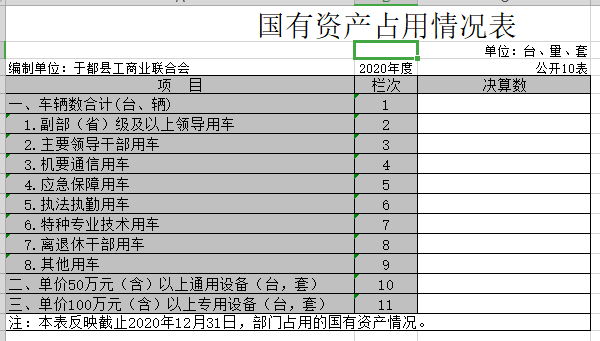 国有资产占用情况表
单位：台、量、套
编制单位：于都县工商业联合会 2020年度 公开10表
项 目 栏次 决算数
一、车辆数合计(台、辆) 1
1.副部（省）级及以上领导用车 2
2.主要领导干部用车 3
3.机要通信用车 4
4.应急保障用车 5
5.执法执勤用车 6
6.特种专业技术用车 7
7.离退休干部用车 8
8.其他用车 9
二、单价50万元（含）以上通用设备（台，套） 10
三、单价100万元（含）以上专用设备（台，套） 11
注：本表反映截止2020年12月31日，部门占用的国有资产情况。